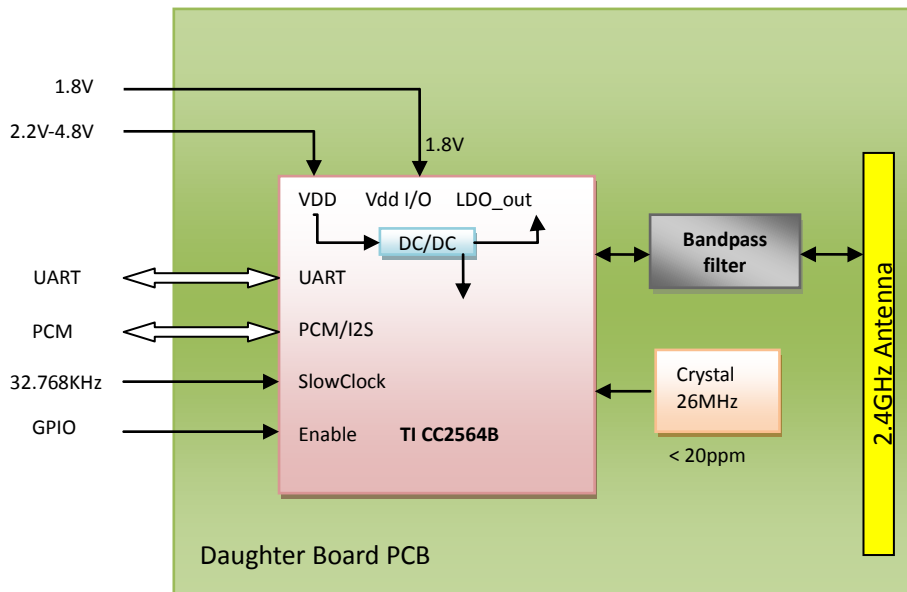 1.8V
2.2V-4.8V
1.8V
VDD Vdd I/O LDO_out
DC/DC
Bandpass
filter
UART
UART
PCM
PCM/I2S
32.768KHz
SlowClock
GPIO
Enable
TI CC2564B
Crystal
26MHz
< 20ppm
2.4GHz Antenna
Daughter Board PCB